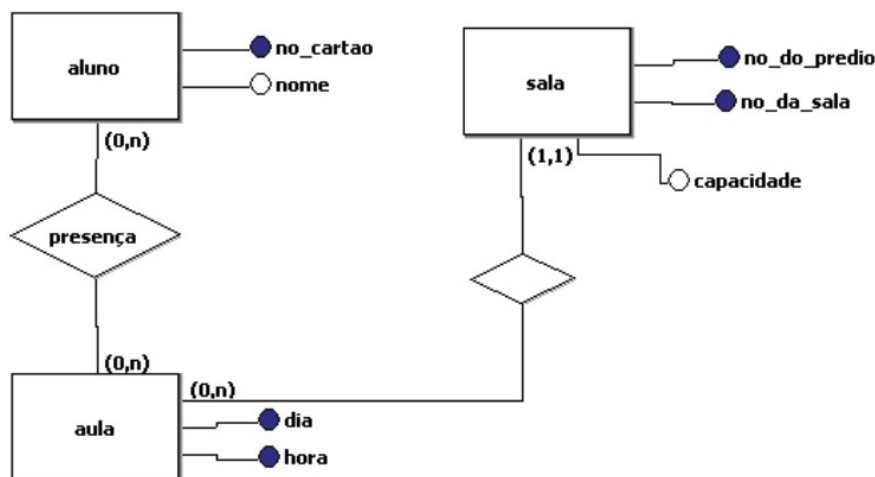 aluno
no_cartao
nome
(0,n)
presença
(0,n)
aula
dia
hora
(0,n)
sala
no_do_predio
no_da_sala
(1,1)
capacidade